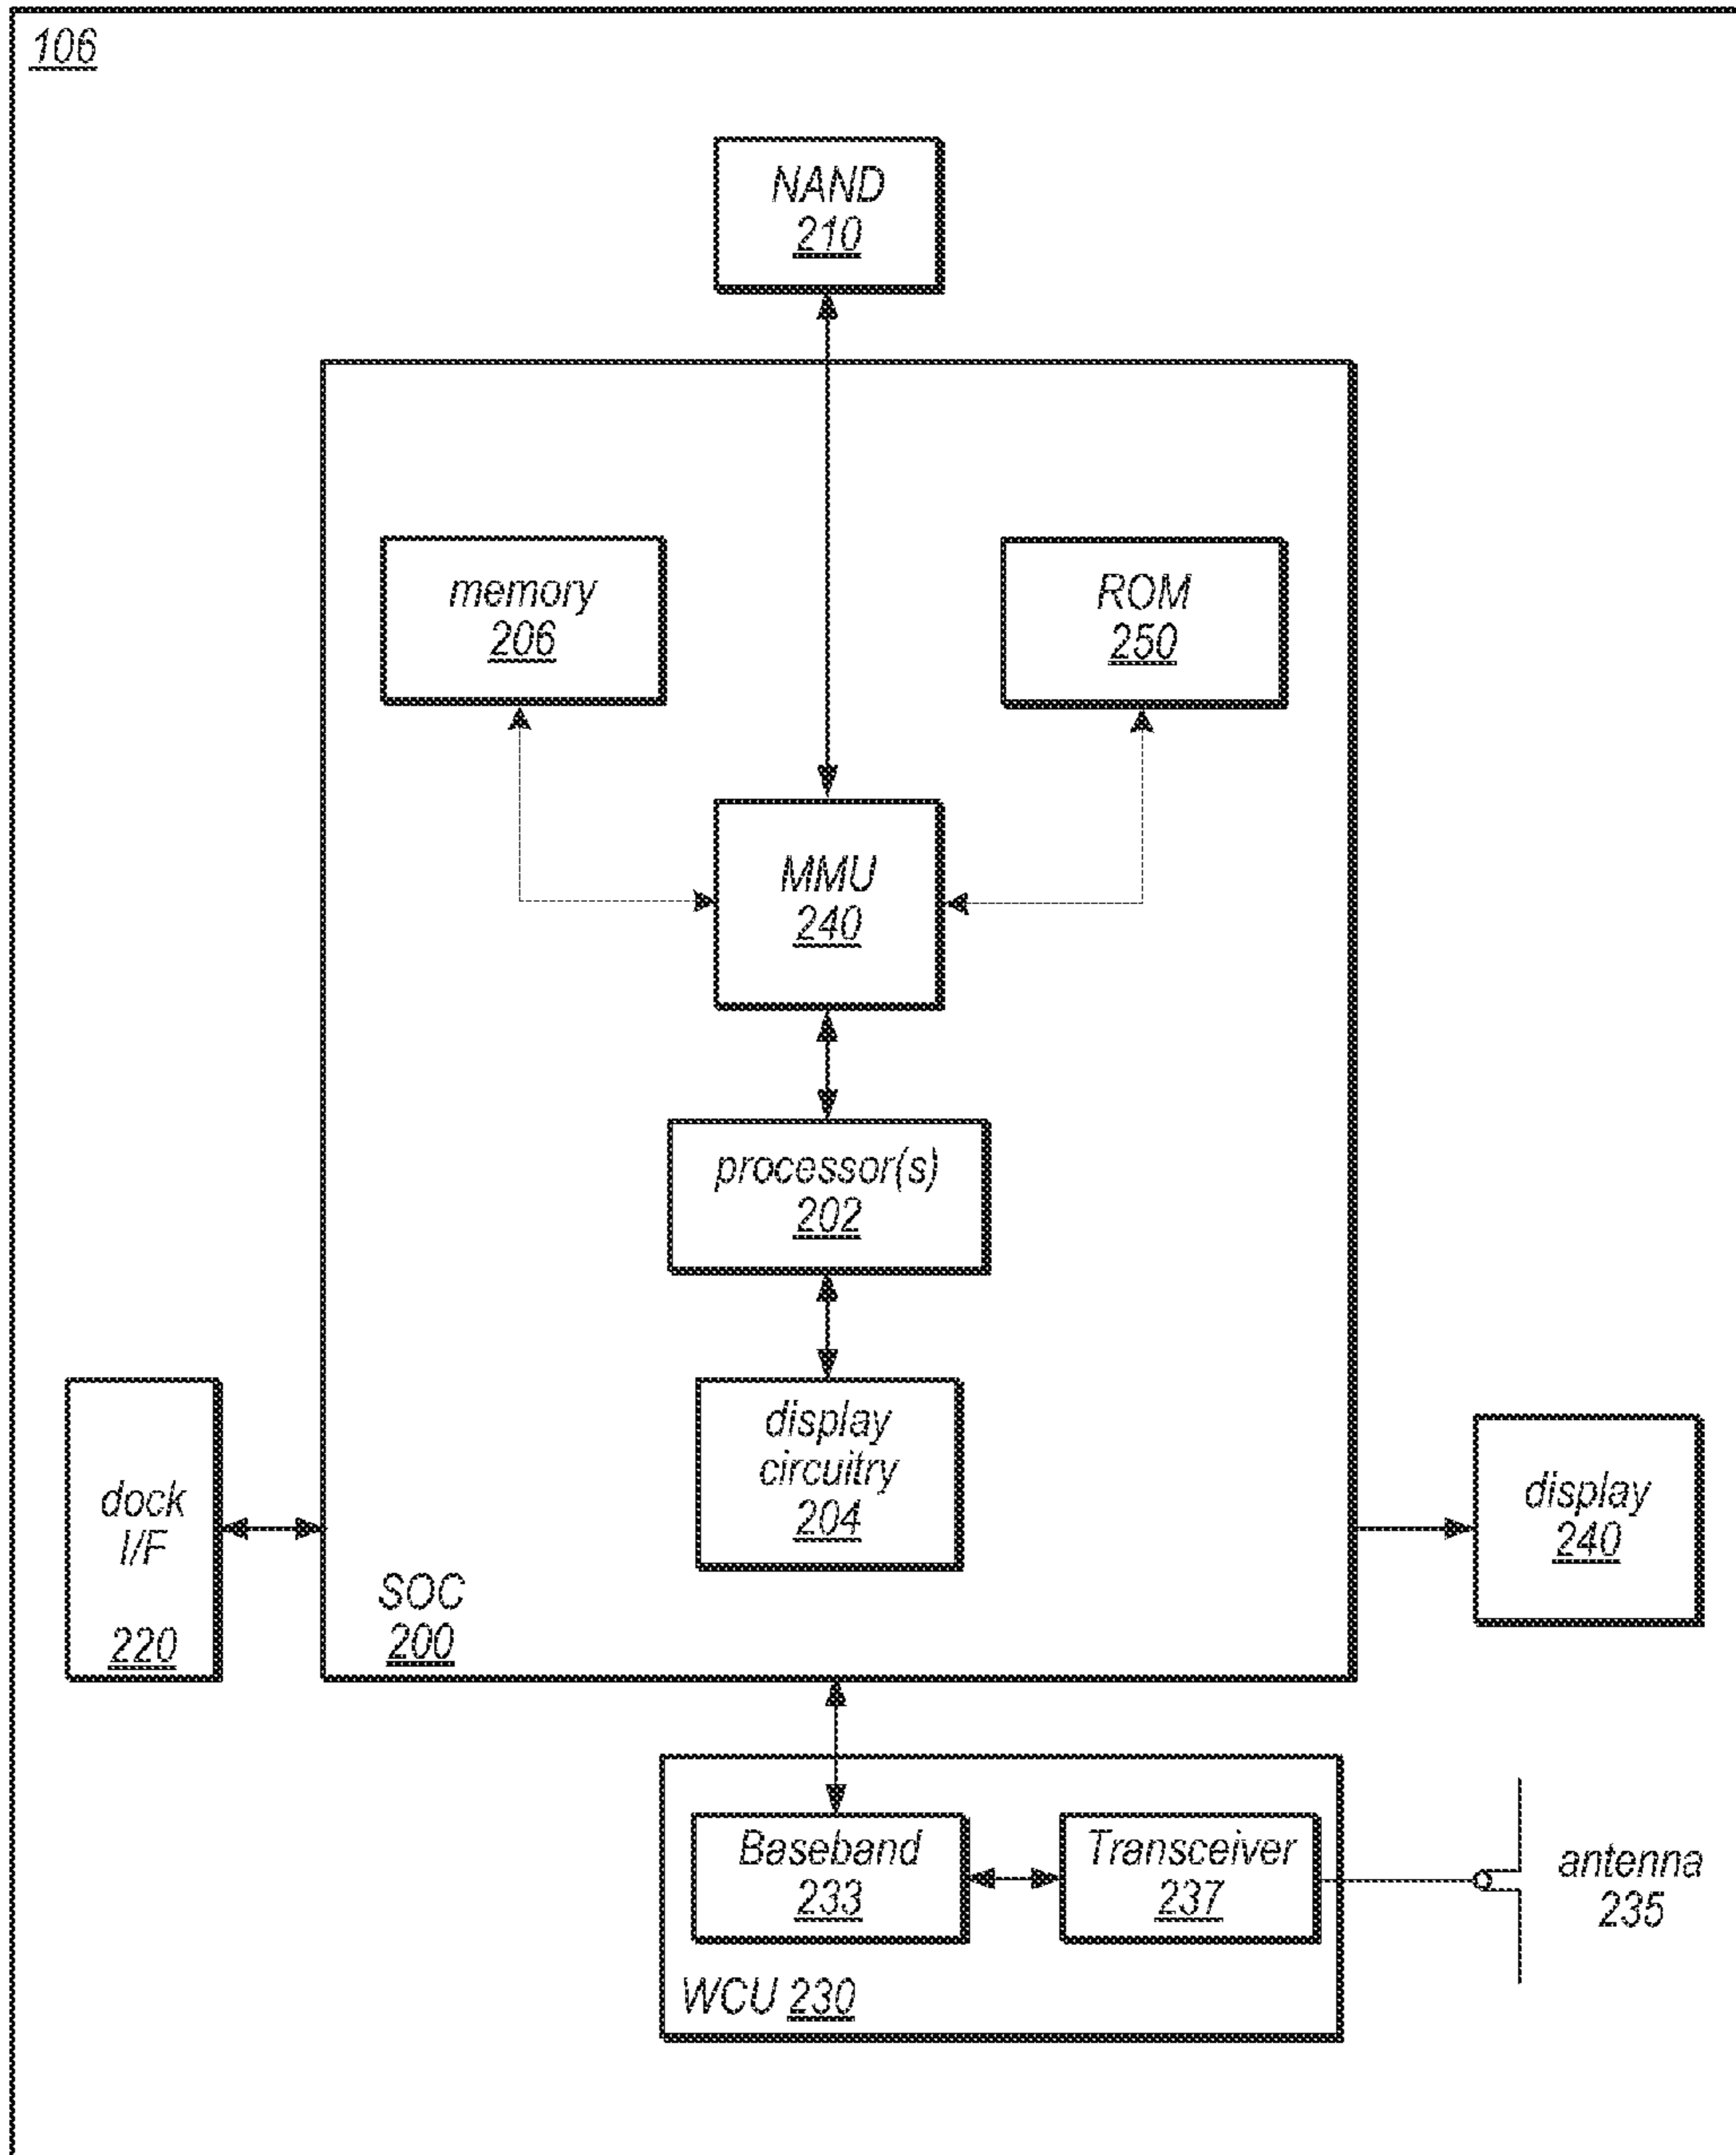 106
NAND
210
memory
206
ROM
250
MMU
240
processor(s)
202
display
circuitry
204
dock
I/F
220
SOC
200
display
240
Baseband
233
Transceiver
237
antenna
235
WCU 230